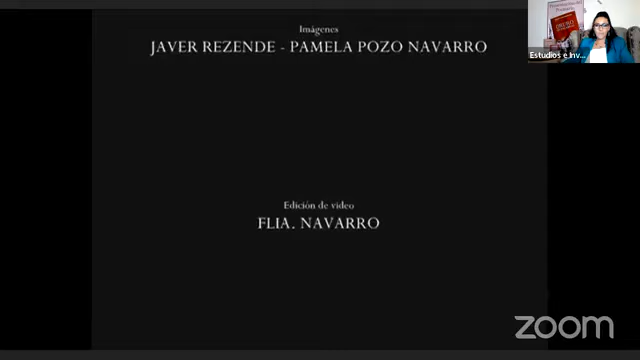 Imágenes
JAVER REZENDE - PAMELA POZO NAVARRO
Estudios e Inv...
Edición de video
FLIA. NAVARRO
zoom